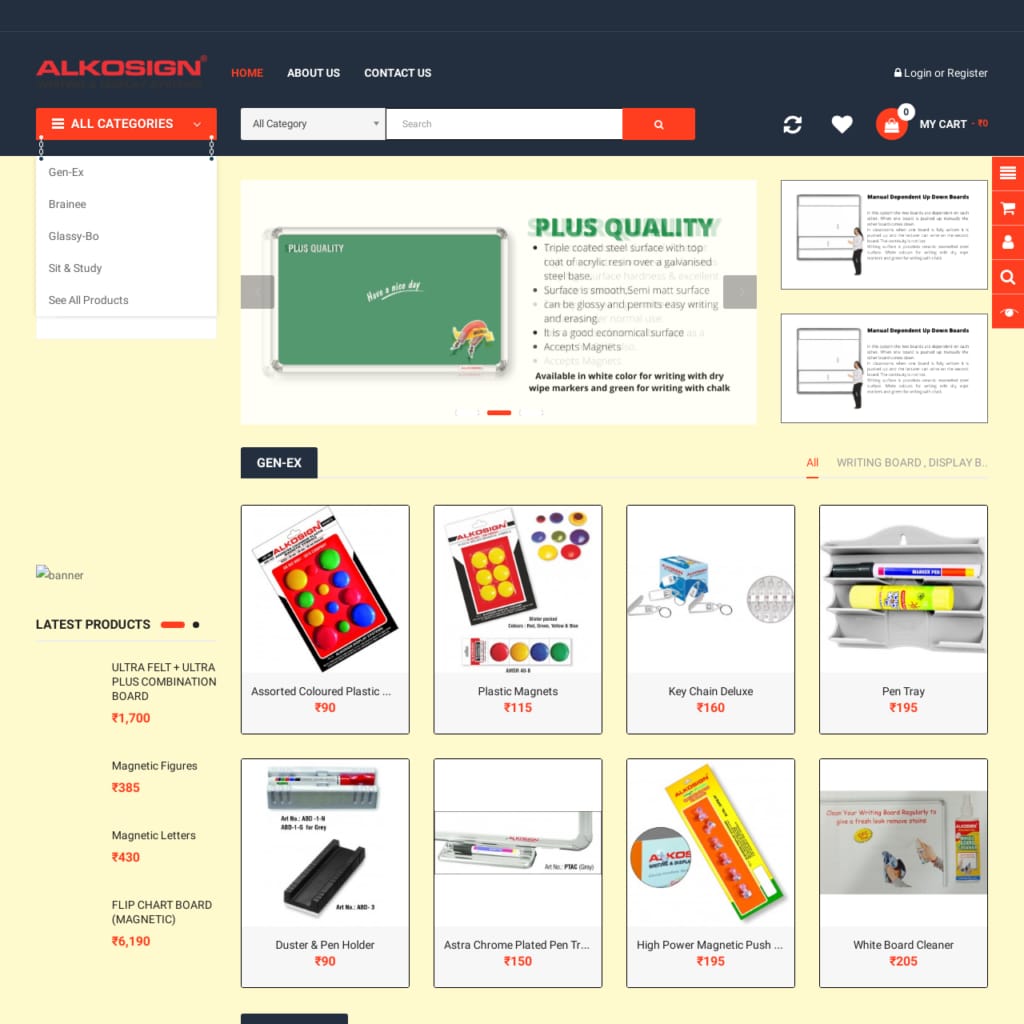 ALKOSIGN®
HOME ABOUT US CONTACT US
Login or Register
ALL CATEGORIES
All Category
Search
0
MY CART - ₹0
Gen-Ex
Brainee
Glassy-Bo
Sit & Study
See All Products
PLUS QUALITY
Have a nice day
ALKOSIGN
PLUS QUALITY
Triple coated steel surface with top
coat of acrylic resin over a galvanised
steel base.
Surface is smooth,Semi matt surface
can be glossy and permits easy writing
and erasing.
It is a good economical surface
Accepts Magnets
Available in white color for writing with dry
wipe markers and green for writing with chalk
Manual Dependent Up Down Boards
Manual Dependent Up Down Boards
GEN-EX
All
WRITING BOARD , DISPLAY B..
banner
LATEST PRODUCTS
ULTRA FELT + ULTRA
PLUS COMBINATION
BOARD
₹1,700
Magnetic Figures
₹385
Magnetic Letters
₹430
FLIP CHART BOARD
(MAGNETIC)
₹6,190
ALKOSIGN
Assorted Coloured Plastic ...
₹90
ALKOSIGN
Blister packed
Colours : Red, Green, Yellow & Blue
Plastic Magnets
₹115
Key Chain Deluxe
₹160
MARKER PEN
Pen Tray
₹195
Art No.: ABD -1-N
ABD-1-G for Grey
Art No.: ABD- 3
Duster & Pen Holder
₹90
ALKOSIGN
Art No.: PTAC (Grey)
Astra Chrome Plated Pen Tr...
₹150
ALKOSIGN
High Power Magnetic Push ...
₹195
Clean Your Writing Board Regularly to
give a fresh look remove stains
White Board Cleaner
₹205